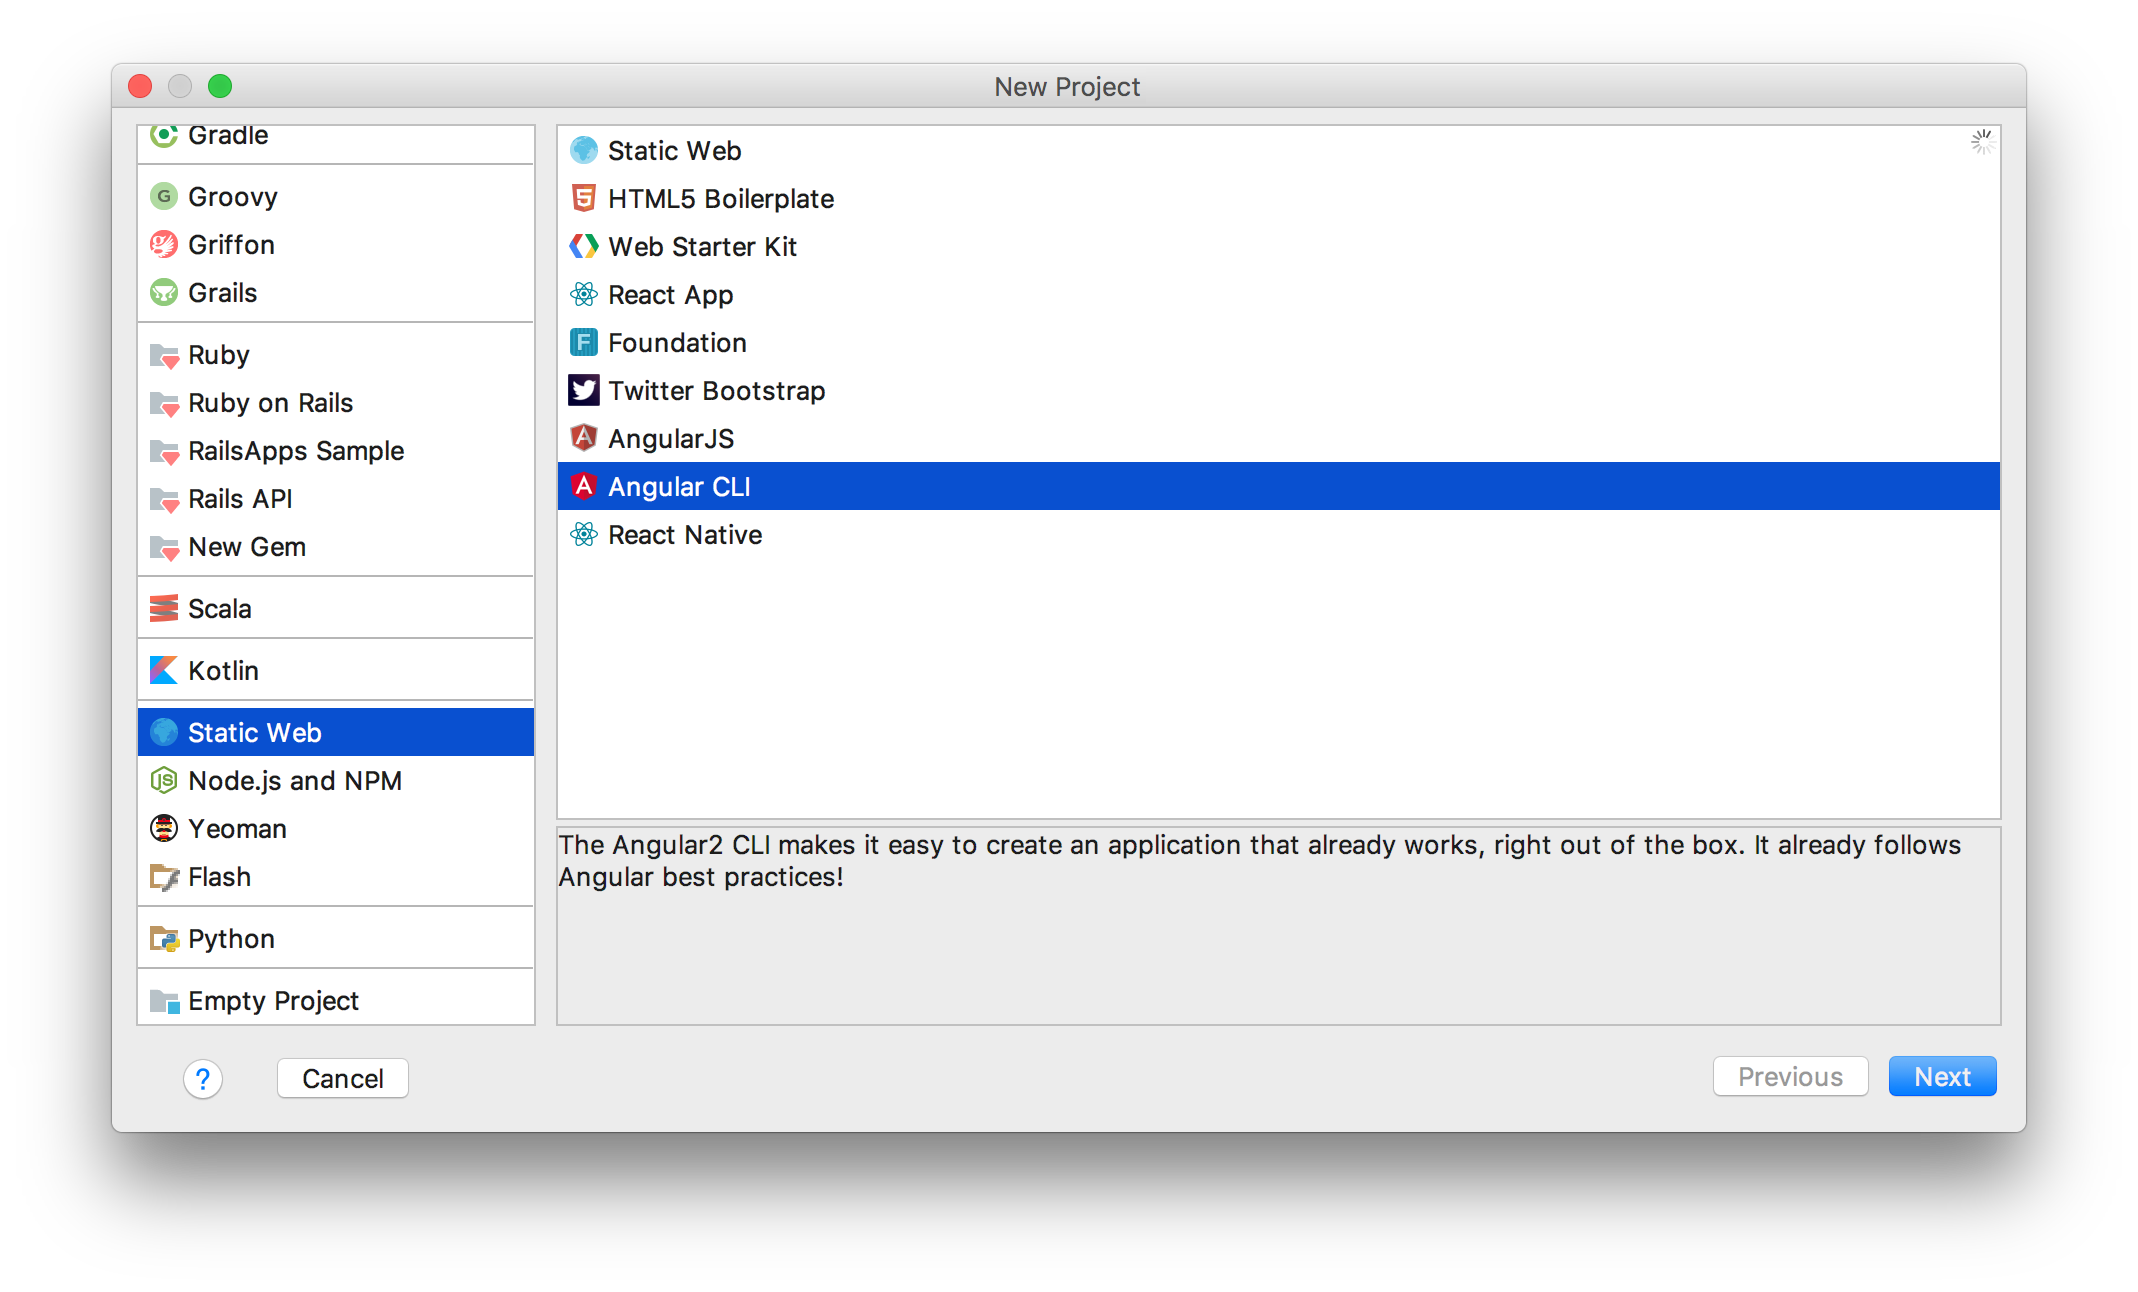 New Project
Gradle
Groovy
Griffon
Grails
Ruby
Ruby on Rails
RailsApps Sample
Rails API
New Gem
Scala
Kotlin
Static Web
Node.js and NPM
Yeoman
Flash
Python
Empty Project
Static Web
HTML5 Boilerplate
Web Starter Kit
React App
Foundation
Twitter Bootstrap
AngularJS
Angular CLI
React Native
The Angular2 CLI makes it easy to create an application that already works, right out of the box. It already follows
Angular best practices!
?
Cancel
Previous
Next